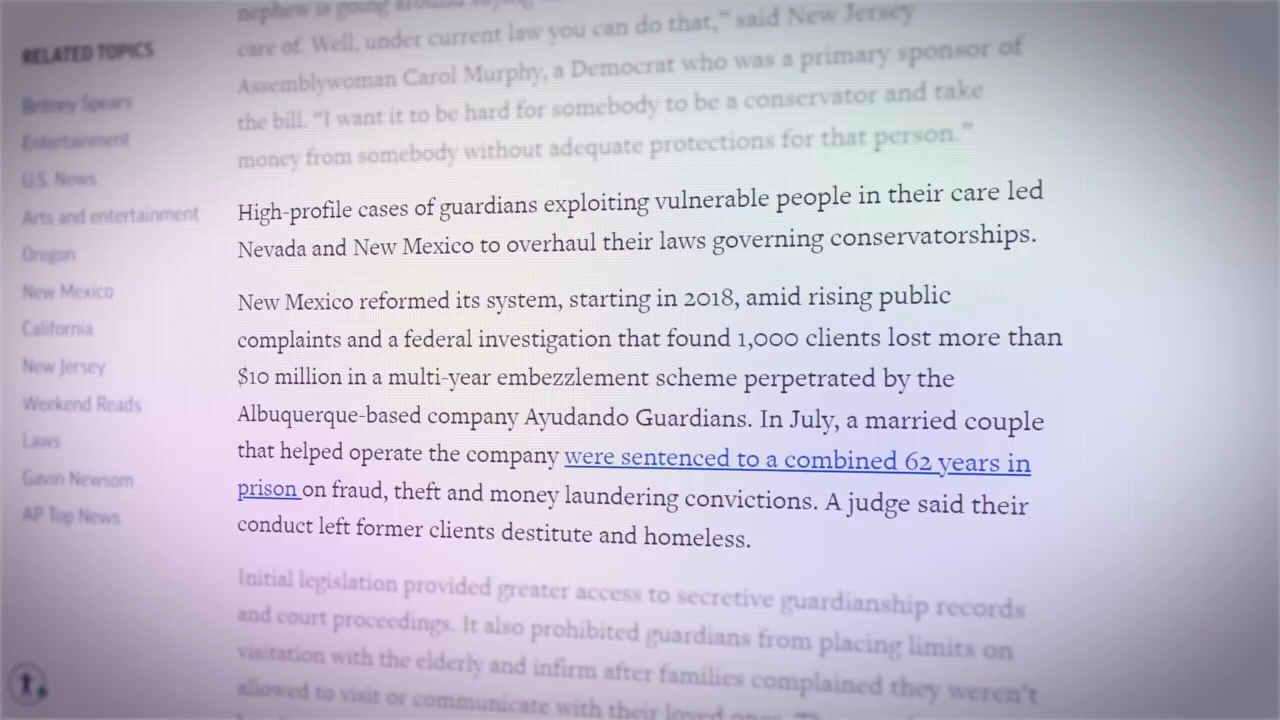 RELATED TOPICS
Britney Spears
Entertainment
U.S. News
Arts and entertainment
Oregon
New Mexico
California
New Jersey
Weekend Reads
Laws
Gavin Newsom
AP Top News
nephew is going around saying,
care of. Well, under current law you can do that,” said New Jersey
Assemblywoman Carol Murphy, a Democrat who was a primary sponsor of
the bill. “I want it to be hard for somebody to be a conservator and take
money from somebody without adequate protections for that person.”
High-profile cases of guardians exploiting vulnerable people in their care led
Nevada and New Mexico to overhaul their laws governing conservatorships.
New Mexico reformed its system, starting in 2018, amid rising public
complaints and a federal investigation that found 1,000 clients lost more than
$10 million in a multi-year embezzlement scheme perpetrated by the
Albuquerque-based company Ayudando Guardians. In July, a married couple
that helped operate the company were sentenced to a combined 62 years in
prison on fraud, theft and money laundering convictions. A judge said their
conduct left former clients destitute and homeless.
Initial legislation provided greater access to secretive guardianship records
and court proceedings. It also prohibited guardians from placing limits on
visitation with the elderly and infirm after families complained they weren’t
allowed to visit or communicate with their loved ones.